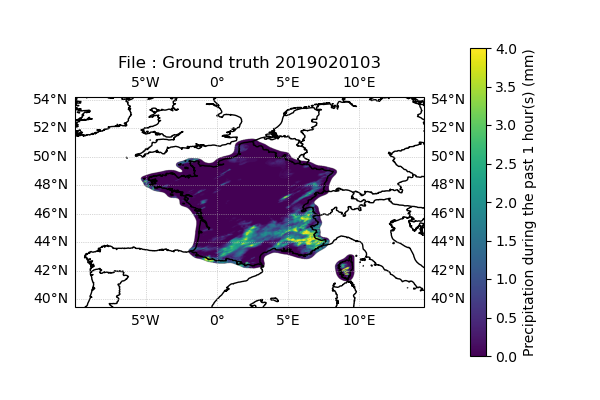 File : Ground truth 2019020103
5°W 0° 5°E 10°E
54°N 54°N
52°N 52°N
50°N 50°N
48°N 48°N
46°N 46°N
44°N 44°N
42°N 42°N
40°N 40°N
5°W 0° 5°E 10°E
4.0
3.5
3.0
2.5
2.0
1.5
1.0
0.5
0.0
Precipitation during the past 1 hour(s) (mm)